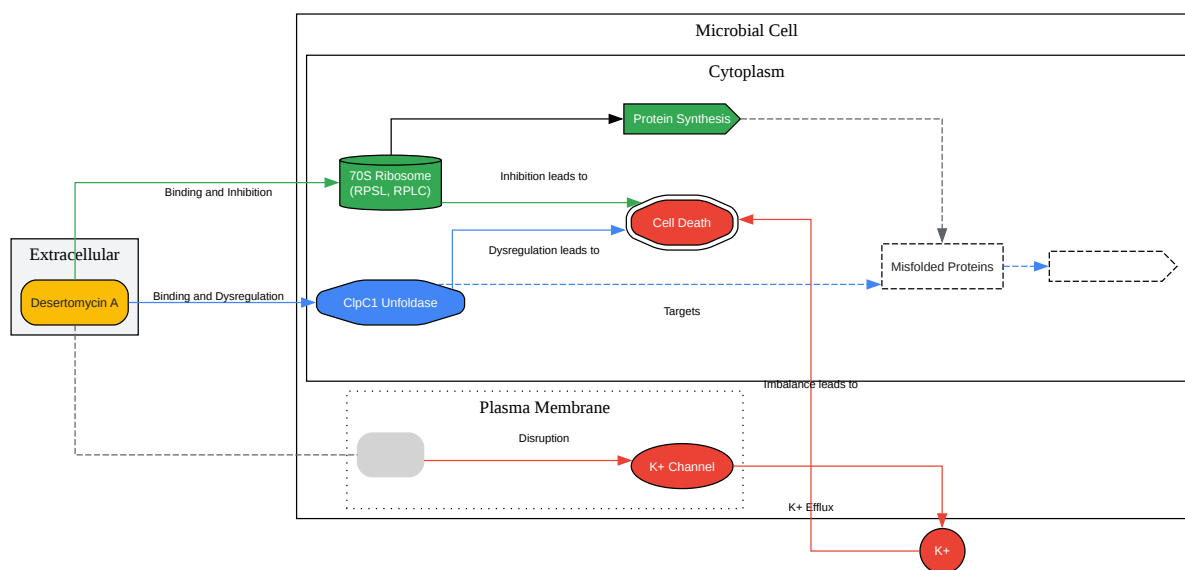 Microbial Cell
Cytoplasm
Protein Synthesis
70S Ribosome
(RPSL, RPLC)
Inhibition leads to
Binding and Inhibition
Cell Death
Dysregulation leads to
Extracellular
Misfolded Proteins
Desertomycin A
Binding and Dysregulation
ClpC1 Unfoldase
Targets
Imbalance leads to
Plasma Membrane
Disruption
K+ Channel
K+ Efflux
K+